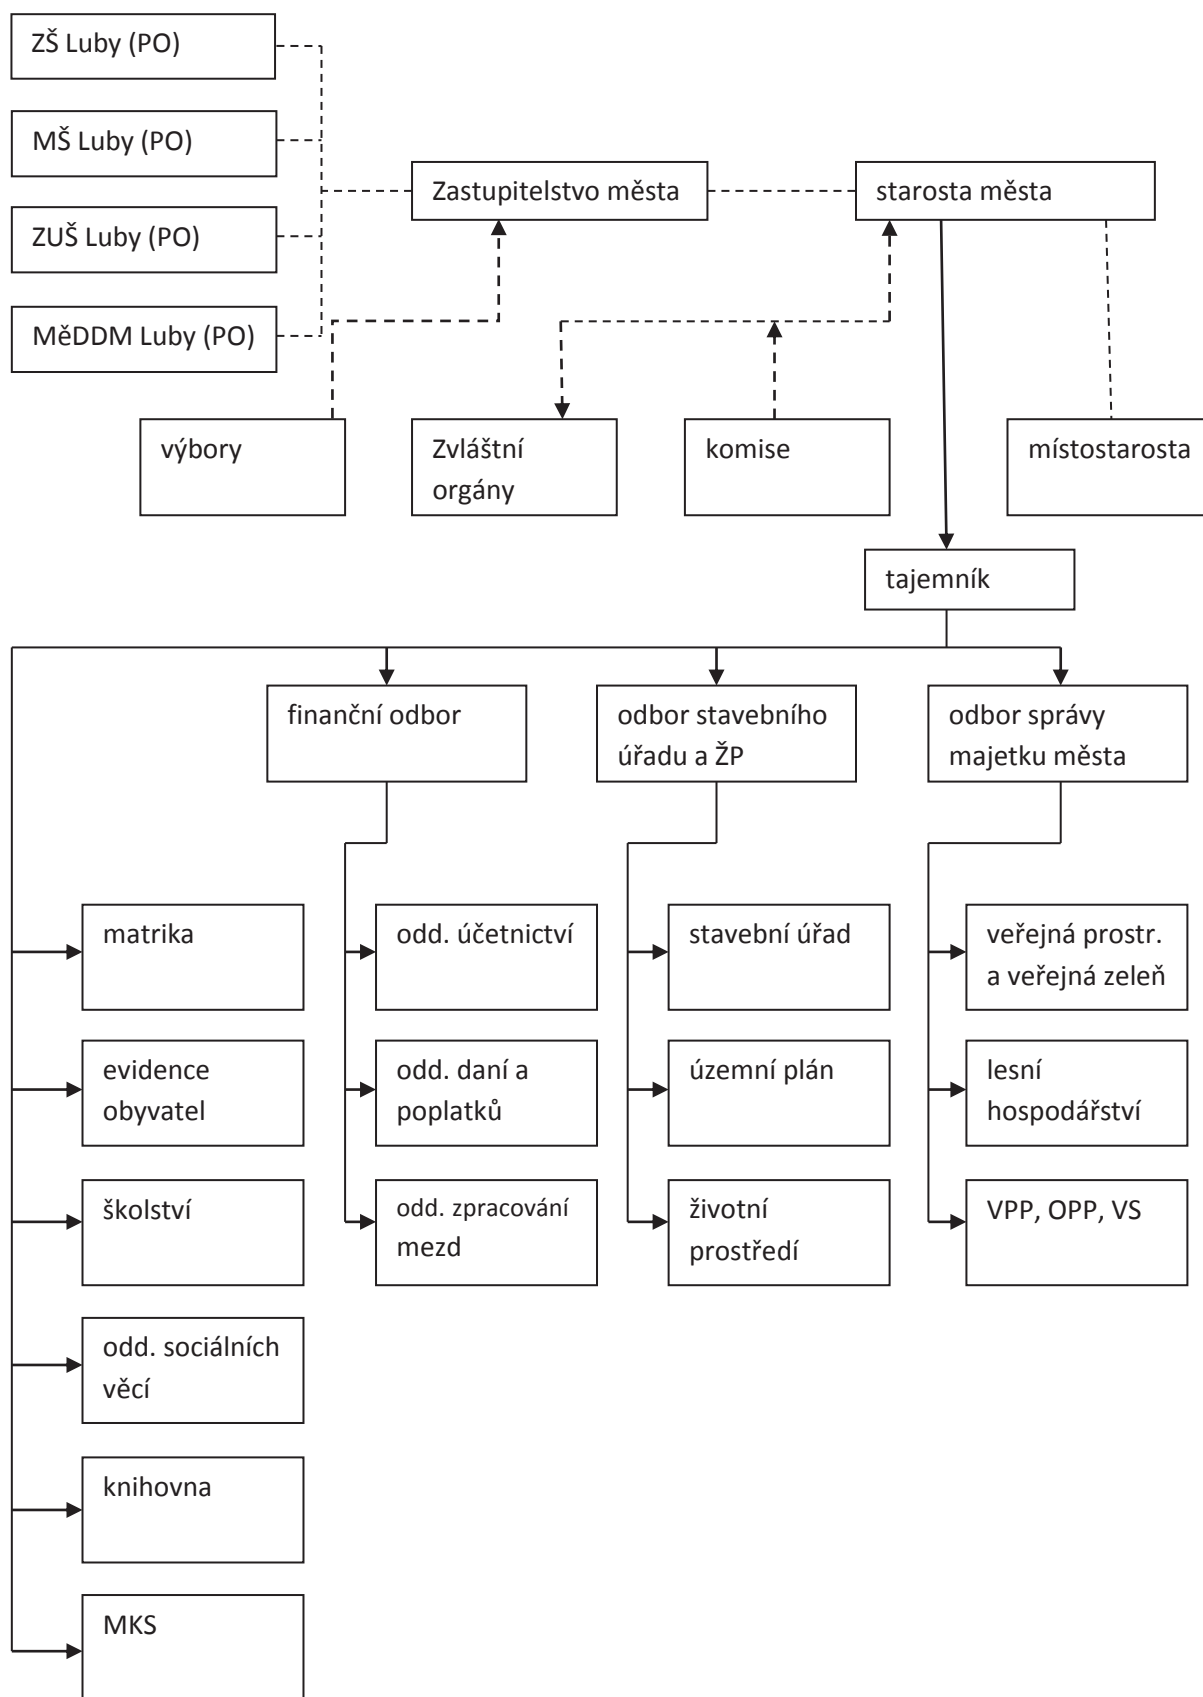 ZŠ Luby (PO)
MŠ Luby (PO)
Zastupitelstvo města
starosta města
ZUŠ Luby (PO)
MěDDM Luby (PO)
výbory
Zvláštní
orgány
komise
místostarosta
tajemník
finanční odbor
odbor stavebního
úřadu a ŽP
odbor správy
majetku města
matrika
odd. účetnictví
stavební úřad
veřejná prostr.
a veřejná zeleň
evidence
obyvatel
odd. daní a
poplatků
územní plán
lesní
hospodářství
školství
odd. zpracování
mezd
životní
prostředí
VPP, OPP, VS
odd. sociálních
věcí
knihovna
MKS